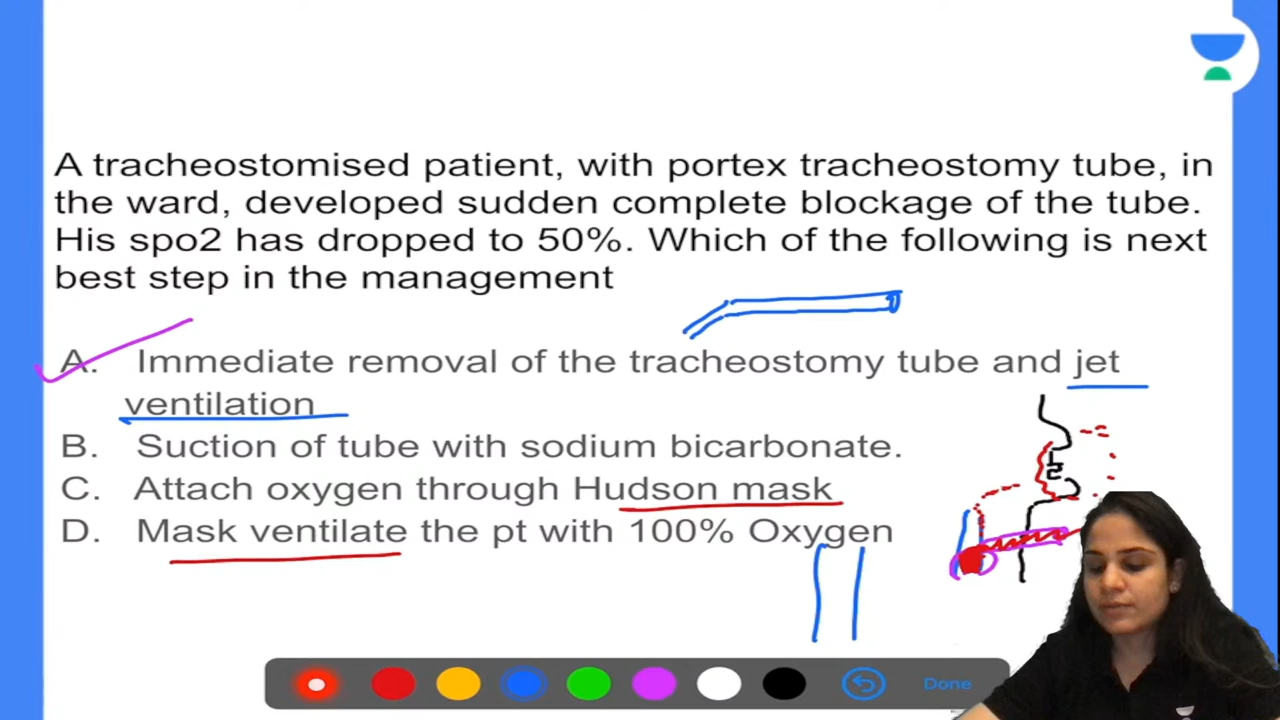 A tracheostomised patient, with portex tracheostomy tube, in
the ward, developed sudden complete blockage of the tube.
His spo2 has dropped to 50%. Which of the following is next
best step in the management
A. Immediate removal of the tracheostomy tube and jet
ventilation
B. Suction of tube with sodium bicarbonate.
C. Attach oxygen through Hudson mask
D. Mask ventilate the pt with 100% Oxygen
Done